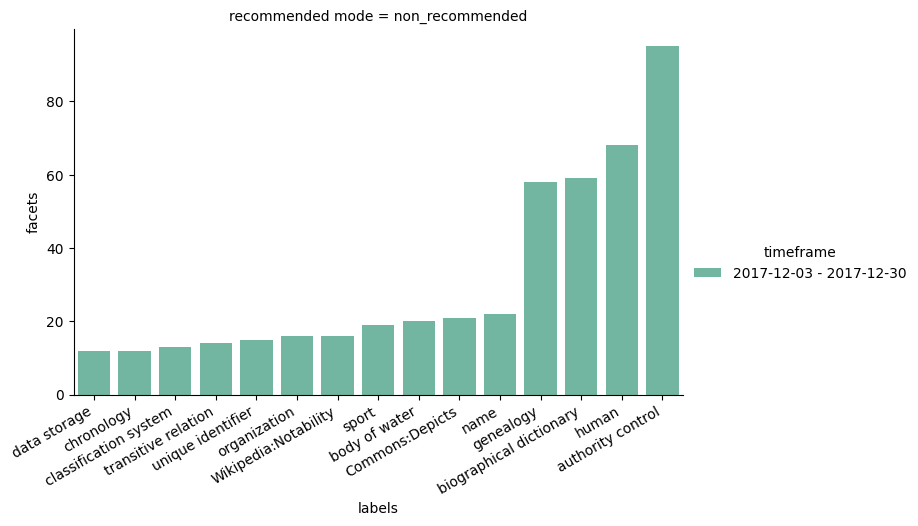 recommended mode = non_recommended
facets
80
60
40
20
0
data storage
chronology
classification system
transitive relation
unique identifier
organization
Wikipedia:Notability
sport
body of water
Commons:Depicts
name
genealogy
biographical dictionary
human
authority control
labels
timeframe
2017-12-03 - 2017-12-30